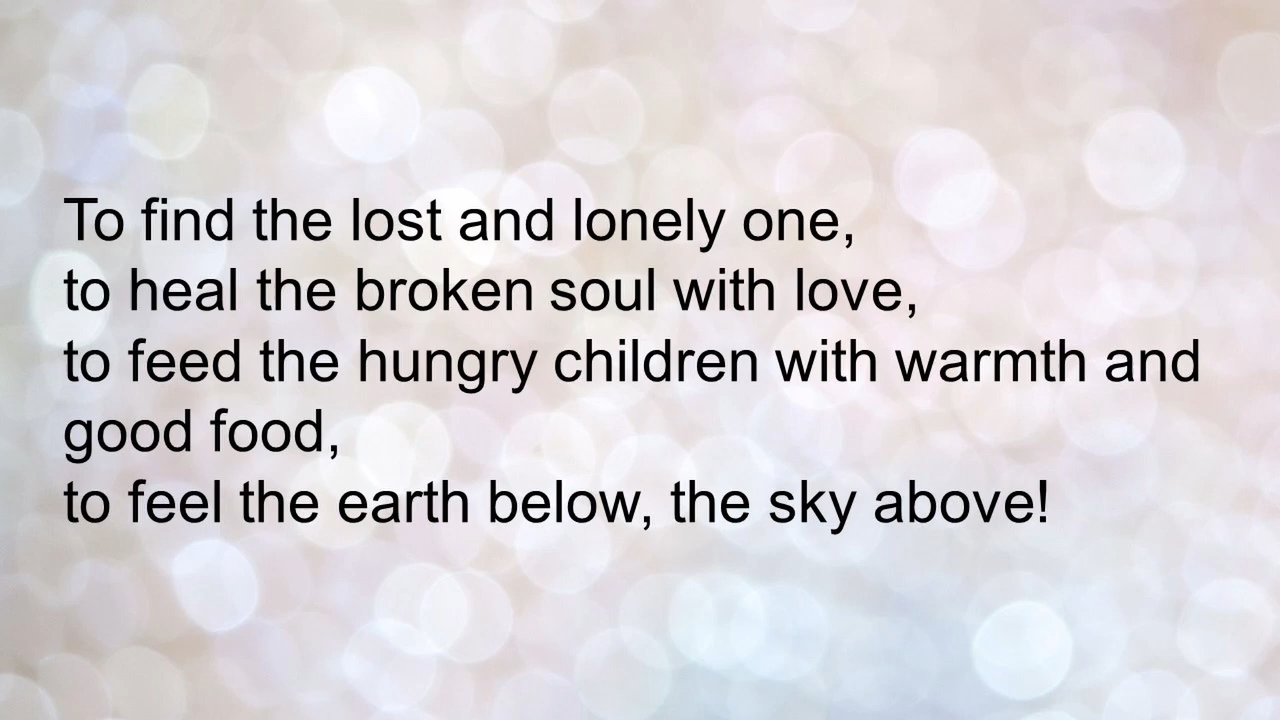 To find the lost and lonely one,
to heal the broken soul with love,
to feed the hungry children with warmth and
good food,
to feel the earth below, the sky above!